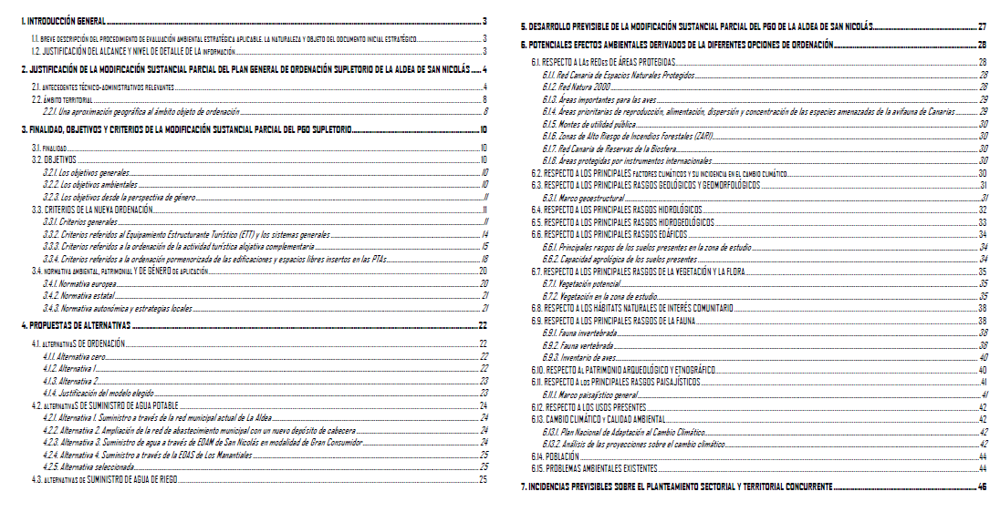 1. INTRODUCCIÓN GENERAL 3
1.1. BREVE DESCRIPCIÓN DEL PROCEDIMIENTO DE EVALUACIÓN AMBIENTAL ESTRATÉGICA APLICABLE. LA NATURALEZA Y OBJETO DEL DOCUMENTO INICIAL ESTRATÉGICO 3
1.2. JUSTIFICACIÓN DEL ALCANCE Y NIVEL DE DETALLE DE LA INFORMACIÓN 3
2. JUSTIFICACIÓN DE LA MODIFICACIÓN SUSTANCIAL PARCIAL DEL PLAN GENERAL DE ORDENACIÓN SUPLETORIO DE LA ALDEA DE SAN NICOLÁS 4
2.1. ANTECEDENTES TÉCNICO-ADMINISTRATIVOS RELEVANTES 4
2.2. ÁMBITO TERRITORIAL 8
2.2.1. Una aproximación geográfica al ámbito objeto de ordenación 8
3. FINALIDAD, OBJETIVOS Y CRITERIOS DE LA MODIFICACIÓN SUSTANCIAL PARCIAL DEL PGO SUPLETORIO 10
3.1. FINALIDAD 10
3.2. OBJETIVOS 10
3.2.1. Los objetivos generales 10
3.2.2. Los objetivos ambientales 10
3.2.3. Los objetivos desde la perspectiva de género 11
3.3. CRITERIOS DE LA NUEVA ORDENACIÓN 11
3.3.1. Criterios generales 11
3.3.2. Criterios referidos al Equipamiento Estructurante Turístico (ETT) y los sistemas generales 14
3.3.3. Criterios referidos a la ordenación de la actividad turística alojativa complementaria 15
3.3.4. Criterios referidos a la ordenación pormenorizada de las edificaciones y espacios libres insertos en las PTAs 18
3.4. NORMATIVA AMBIENTAL, PATRIMONIAL Y DE GÉNERO DE APLICACIÓN 20
3.4.1. Normativa europea 20
3.4.2. Normativa estatal 21
3.4.3. Normativa autonómica y estrategias locales 21
4. PROPUESTAS DE ALTERNATIVAS 22
4.1. ALTERNATIVAS DE ORDENACIÓN 22
4.1.1. Alternativa cero 22
4.1.2. Alternativa 1 22
4.1.3. Alternativa 2 23
4.1.4. Justificación del modelo elegido 23
4.2. ALTERNATIVAS DE SUMINISTRO DE AGUA POTABLE 24
4.2.1. Alternativa 1. Suministro a través de la red municipal actual de La Aldea 24
4.2.2. Alternativa 2. Ampliación de la red de abastecimiento municipal con un nuevo depósito de cabecera 24
4.2.3. Alternativa 3. Suministro de agua a través de EDAM de San Nicolás en modalidad de Gran Consumidor 24
4.2.4. Alternativa 4. Suministro a través de la EDAS de Los Manantiales 25
4.2.5. Alternativa seleccionada 25
4.3. ALTERNATIVAS DE SUMINISTRO DE AGUA DE RIEGO 25
5. DESARROLLO PREVISIBLE DE LA MODIFICACIÓN SUSTANCIAL PARCIAL DEL PGO DE LA ALDEA DE SAN NICOLÁS 27
6. POTENCIALES EFECTOS AMBIENTALES DERIVADOS DE LA DIFERENTES OPCIONES DE ORDENACIÓN 28
6.1. RESPECTO A LAS REDES DE ÁREAS PROTEGIDAS 28
6.1.1. Red Canaria de Espacios Naturales Protegidos 28
6.1.2. Red Natura 2000 28
6.1.3. Áreas importantes para las aves 29
6.1.4. Áreas prioritarias de reproducción, alimentación, dispersión y concentración de las especies amenazadas de la avifauna de Canarias 29
6.1.5. Montes de utilidad pública 30
6.1.6. Zonas de Alto Riesgo de Incendios Forestales (ZARI) 30
6.1.7. Red Canaria de Reservas de la Biosfera 30
6.1.8. Áreas protegidas por instrumentos internacionales 30
6.2. RESPECTO A LOS PRINCIPALES FACTORES CLIMÁTICOS Y SU INCIDENCIA EN EL CAMBIO CLIMÁTICO 30
6.3. RESPECTO A LOS PRINCIPALES RASGOS GEOLÓGICOS Y GEOMORFOLÓGICOS 31
6.3.1. Marco geoestructural 31
6.4. RESPECTO A LOS PRINCIPALES RASGOS HIDROLÓGICOS 32
6.5. RESPECTO A LOS PRINCIPALES RASGOS HIDROGEOLÓGICOS 33
6.6. RESPECTO A LOS PRINCIPALES RASGOS EDÁFICOS 34
6.6.1. Principales rasgos de los suelos presentes en la zona de estudio 34
6.6.2. Capacidad agrológica de los suelos presentes 34
6.7. RESPECTO A LOS PRINCIPALES RASGOS DE LA VEGETACIÓN Y LA FLORA 35
6.7.1. Vegetación potencial 35
6.7.2. Vegetación en la zona de estudio 35
6.8. RESPECTO A LOS HÁBITATS NATURALES DE INTERÉS COMUNITARIO 38
6.9. RESPECTO A LOS PRINCIPALES RASGOS DE LA FAUNA 38
6.9.1. Fauna invertebrada 38
6.9.2. Fauna vertebrada 38
6.9.3. Inventario de aves 40
6.10. RESPECTO AL PATRIMONIO ARQUEOLÓGICO Y ETNOGRÁFICO 40
6.11. RESPECTO A LOS PRINCIPALES RASGOS PAISAJÍSTICOS 41
6.11.1. Marco paisajístico general 41
6.12. RESPECTO A LOS USOS PRESENTES 42
6.13. CAMBIO CLIMÁTICO Y CALIDAD AMBIENTAL 42
6.13.1. Plan Nacional de Adaptación al Cambio Climático 42
6.13.2. Análisis de las proyecciones sobre el cambio climático 42
6.14. POBLACIÓN 44
6.15. PROBLEMAS AMBIENTALES EXISTENTES 44
7. INCIDENCIAS PREVISIBLES SOBRE EL PLANTEAMIENTO SECTORIAL Y TERRITORIAL CONCURRENTE 46